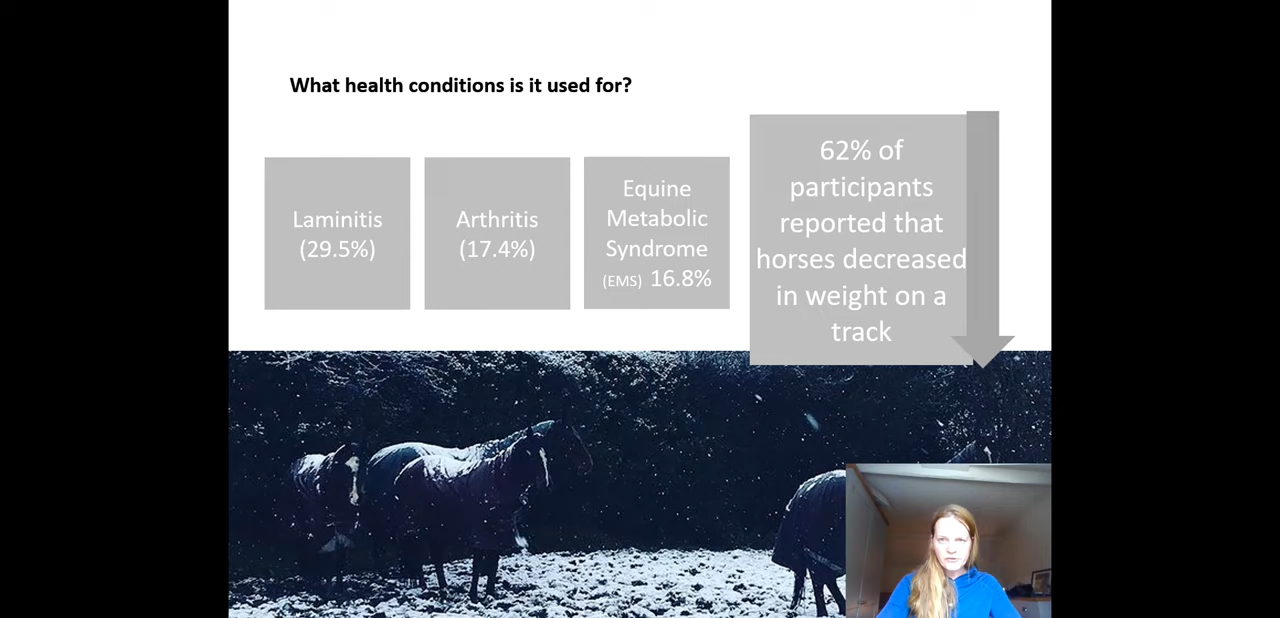 What health conditions is it used for?
Laminitis
(29.5%)
Arthritis
(17.4%)
Equine
Metabolic
Syndrome
(EMS) 16.8%
62% of
participants
reported that
horses decreased
in weight on a
track